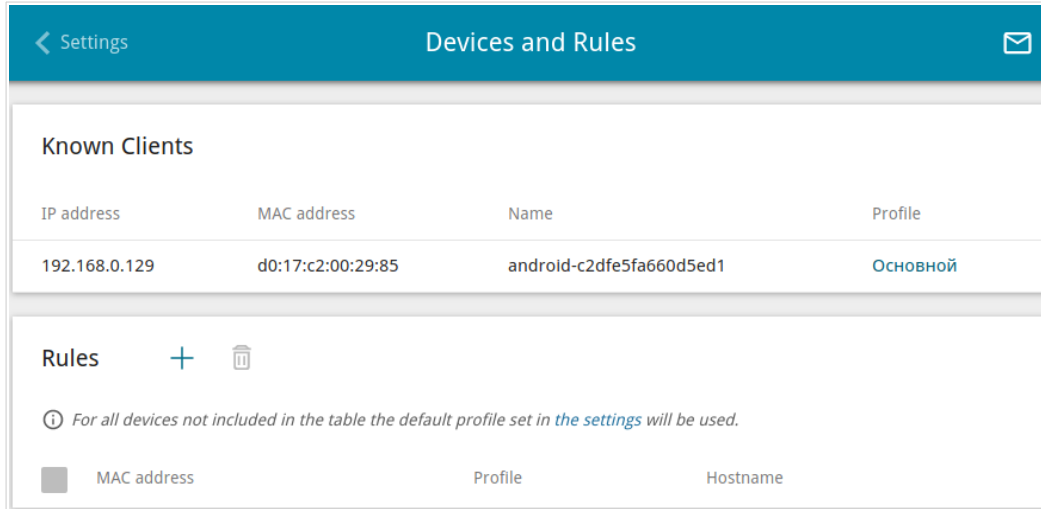 Settings
Devices and Rules
Known Clients
IP address MAC address Name Profile
192.168.0.129 d0:17:c2:00:29:85 android-c2dfe5fa660d5ed1 Основной
Rules
For all devices not included in the table the default profile set in the settings will be used.
MAC address Profile Hostname